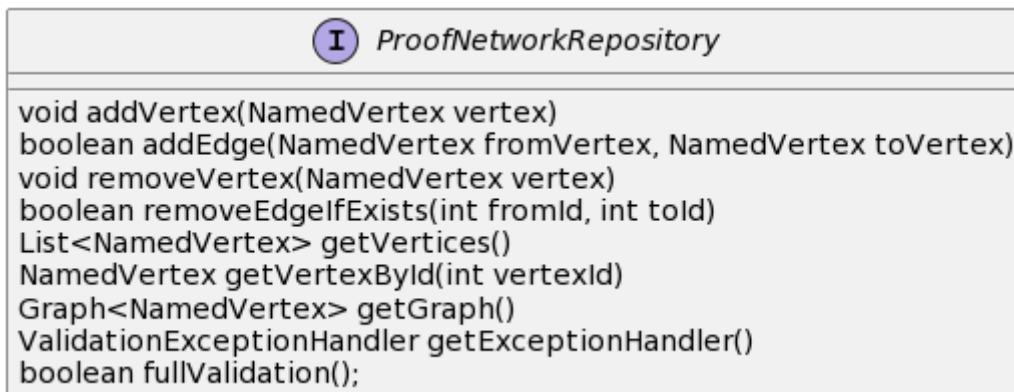 I ProofNetworkRepository
void addVertex(NamedVertex vertex)
boolean addEdge(NamedVertex fromVertex, NamedVertex toVertex)
void removeVertex(NamedVertex vertex)
boolean removeEdgeIfExists(int fromId, int toId)
List<NamedVertex> getVertices()
NamedVertex getVertexById(int vertexId)
Graph<NamedVertex> getGraph()
ValidationExceptionHandler getExceptionHandler()
boolean fullValidation();